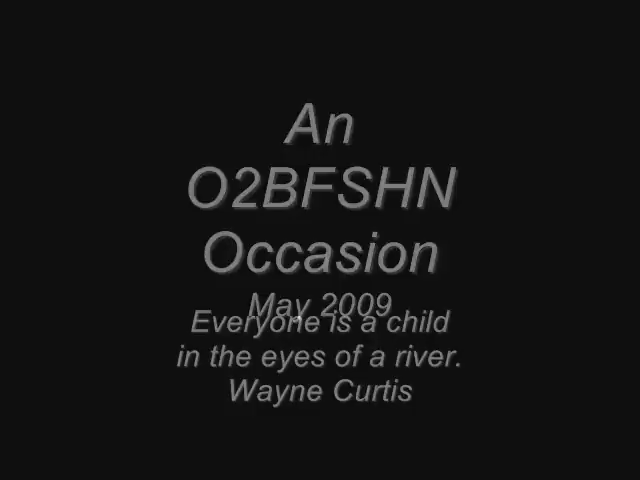 An
O2BFSHN
Occasion
May 2009
Everyone is a child
in the eyes of a river.
Wayne Curtis